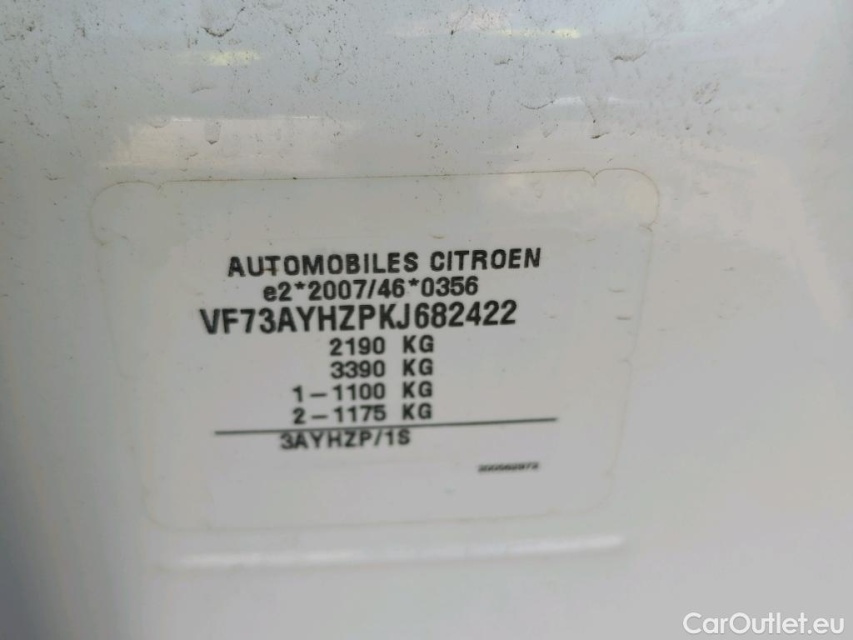 AUTOMOBILES CITROEN
e2*2007/46*0356
VF73AYHZPKJ682422
2190 KG
3390 KG
1-1100 KG
2-1175 KG
3AYHZP/1S
CarOutlet.eu